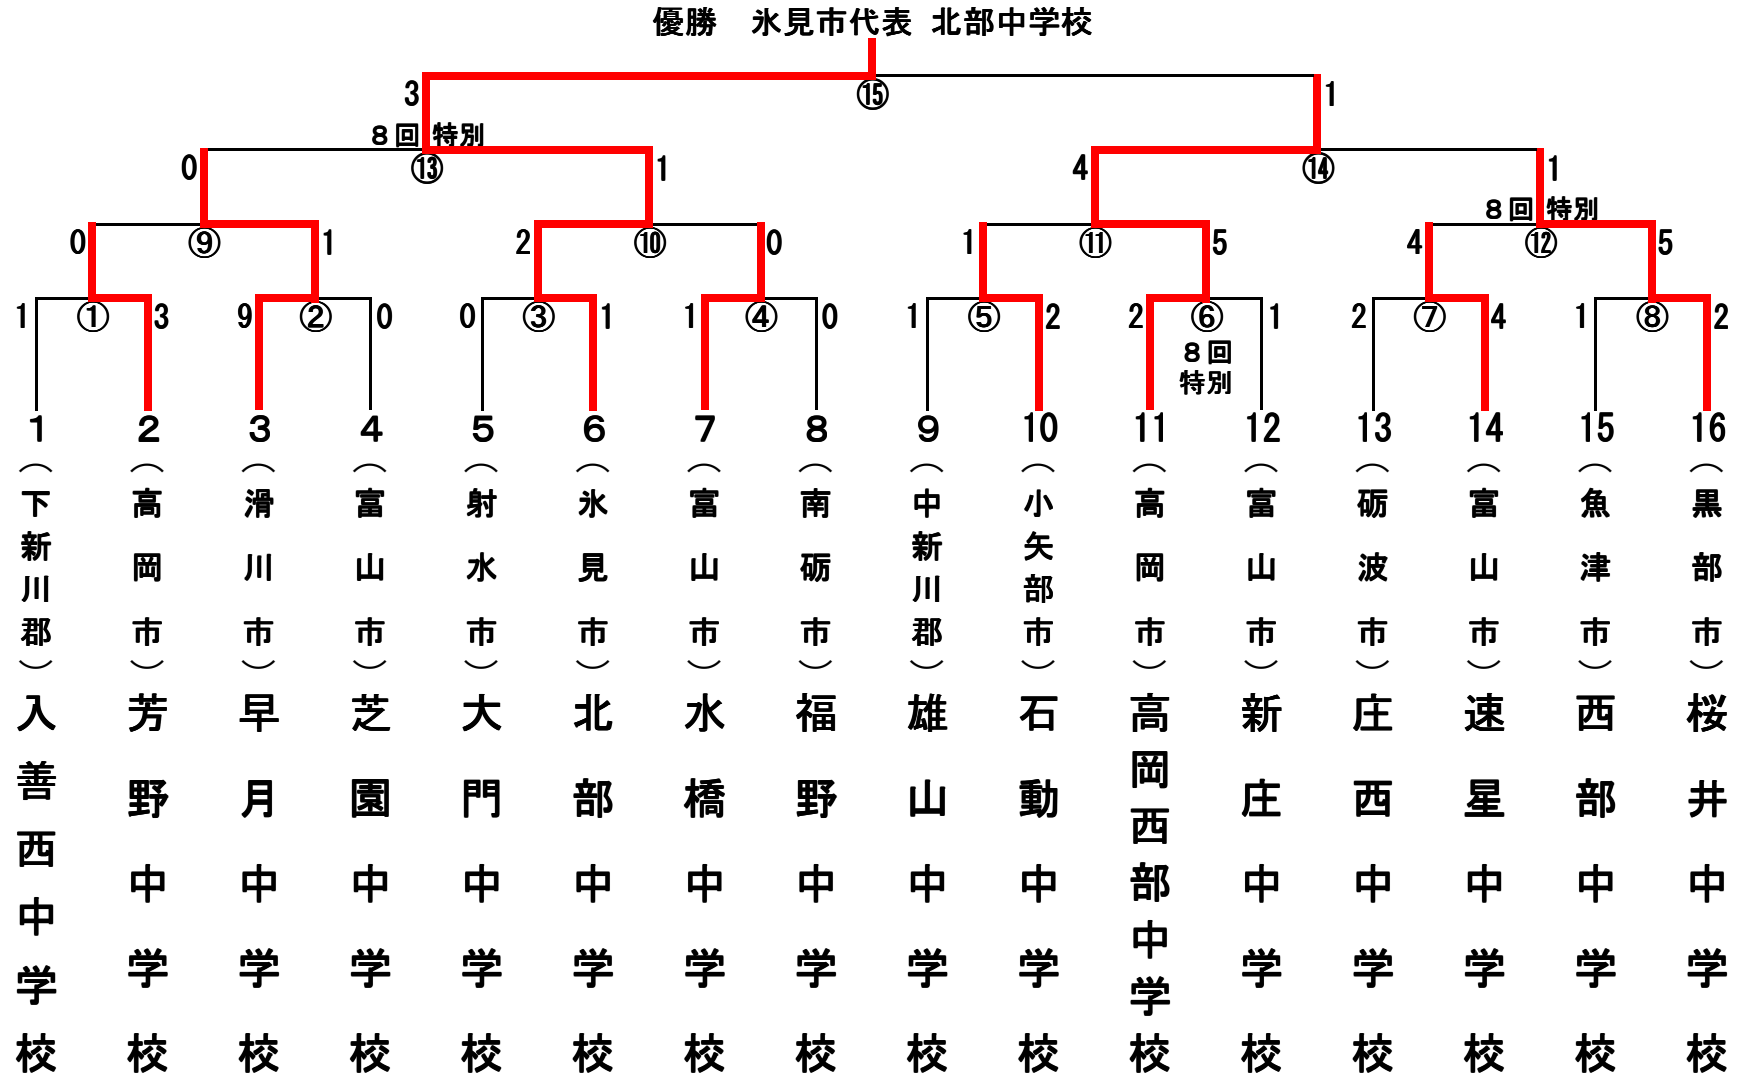 優勝　氷見市代表 北部中学校
3 ⑮ 1
8回 特別
0 ⑬ 1 4 ⑭ 1
8回 特別
0 ⑨ 1 2 ⑩ 0 1 ⑪ 5 4 ⑫ 5
1 ① 3 9 ② 0 0 ③ 1 1 ④ 0 1 ⑤ 2 2 ⑥ 1 2 ⑦ 4 1 ⑧ 2
8回
特別
1 2 3 4 5 6 7 8 9 10 11 12 13 14 15 16
（下新川郡）入善西中学校
（高岡市）芳野中学校
（滑川市）早月中学校
（富山市）芝園中学校
（射水市）大門中学校
（氷見市）北部中学校
（富山市）水橋中学校
（南砺市）福野中学校
（中新川郡）雄山中学校
（小矢部市）石動中学校
（高岡市）高岡西部中学校
（富山市）新庄中学校
（砺波市）庄西中学校
（富山市）速星中学校
（魚津市）西部中学校
（黒部市）桜井中学校